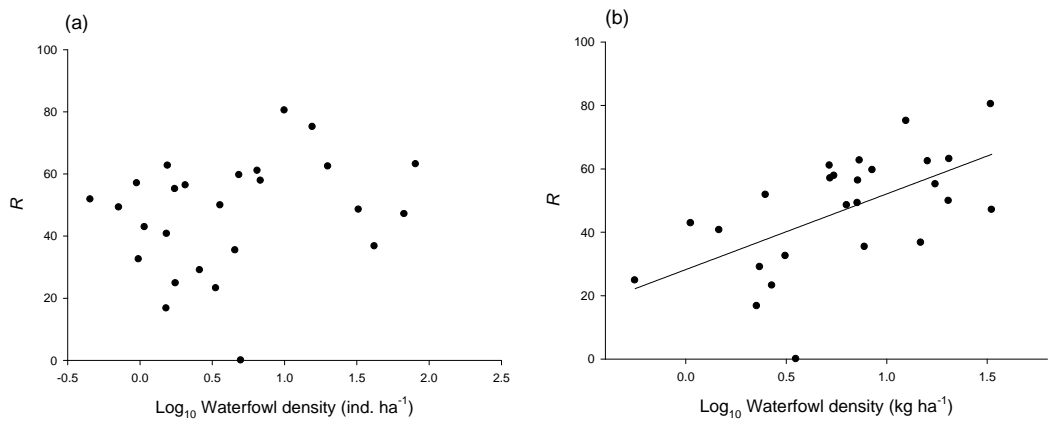 (a)
100
80
60
40
20
0
R
-0.5 0.0 0.5 1.0 1.5 2.0 2.5
Log₁₀ Waterfowl density (ind. ha⁻¹)
(b)
100
80
60
40
20
0
R
0.0 0.5 1.0 1.5
Log₁₀ Waterfowl density (kg ha⁻¹)